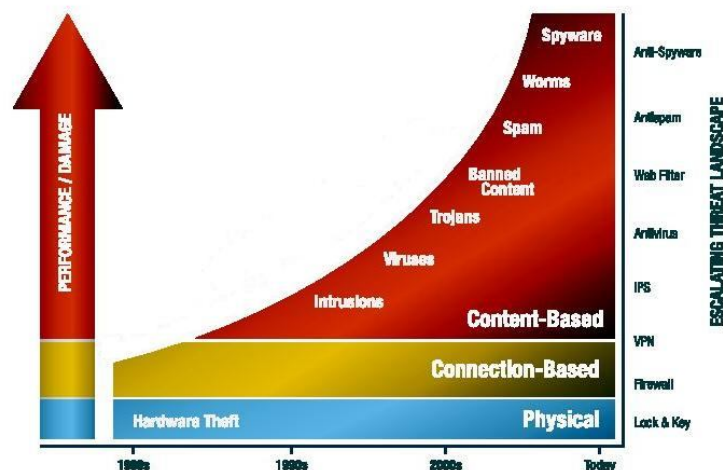 Spyware
Anti-Spyware
Worms
Antispam
Spam
Web Filter
Banned
Content
Trojans
Antivirus
Viruses
IPS
Intrusions
Content-Based
VPN
Connection-Based
Firewall
Hardware Theft
Physical
Lock & Key
PERFORMANCE / DAMAGE
ESCALATING THREAT LANDSCAPE
1980s
1990s
2000s
Today